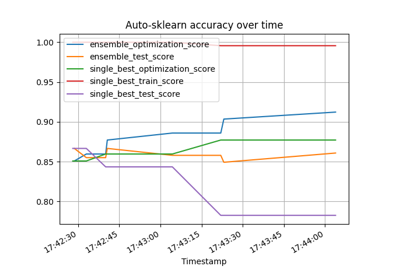 Auto-sklearn accuracy over time
1.00
0.95
0.90
0.85
0.80
ensemble_optimization_score
ensemble_test_score
single_best_optimization_score
single_best_train_score
single_best_test_score
17:42:30
17:42:45
17:43:00
17:43:15
17:43:30
17:43:45
17:44:00
Timestamp